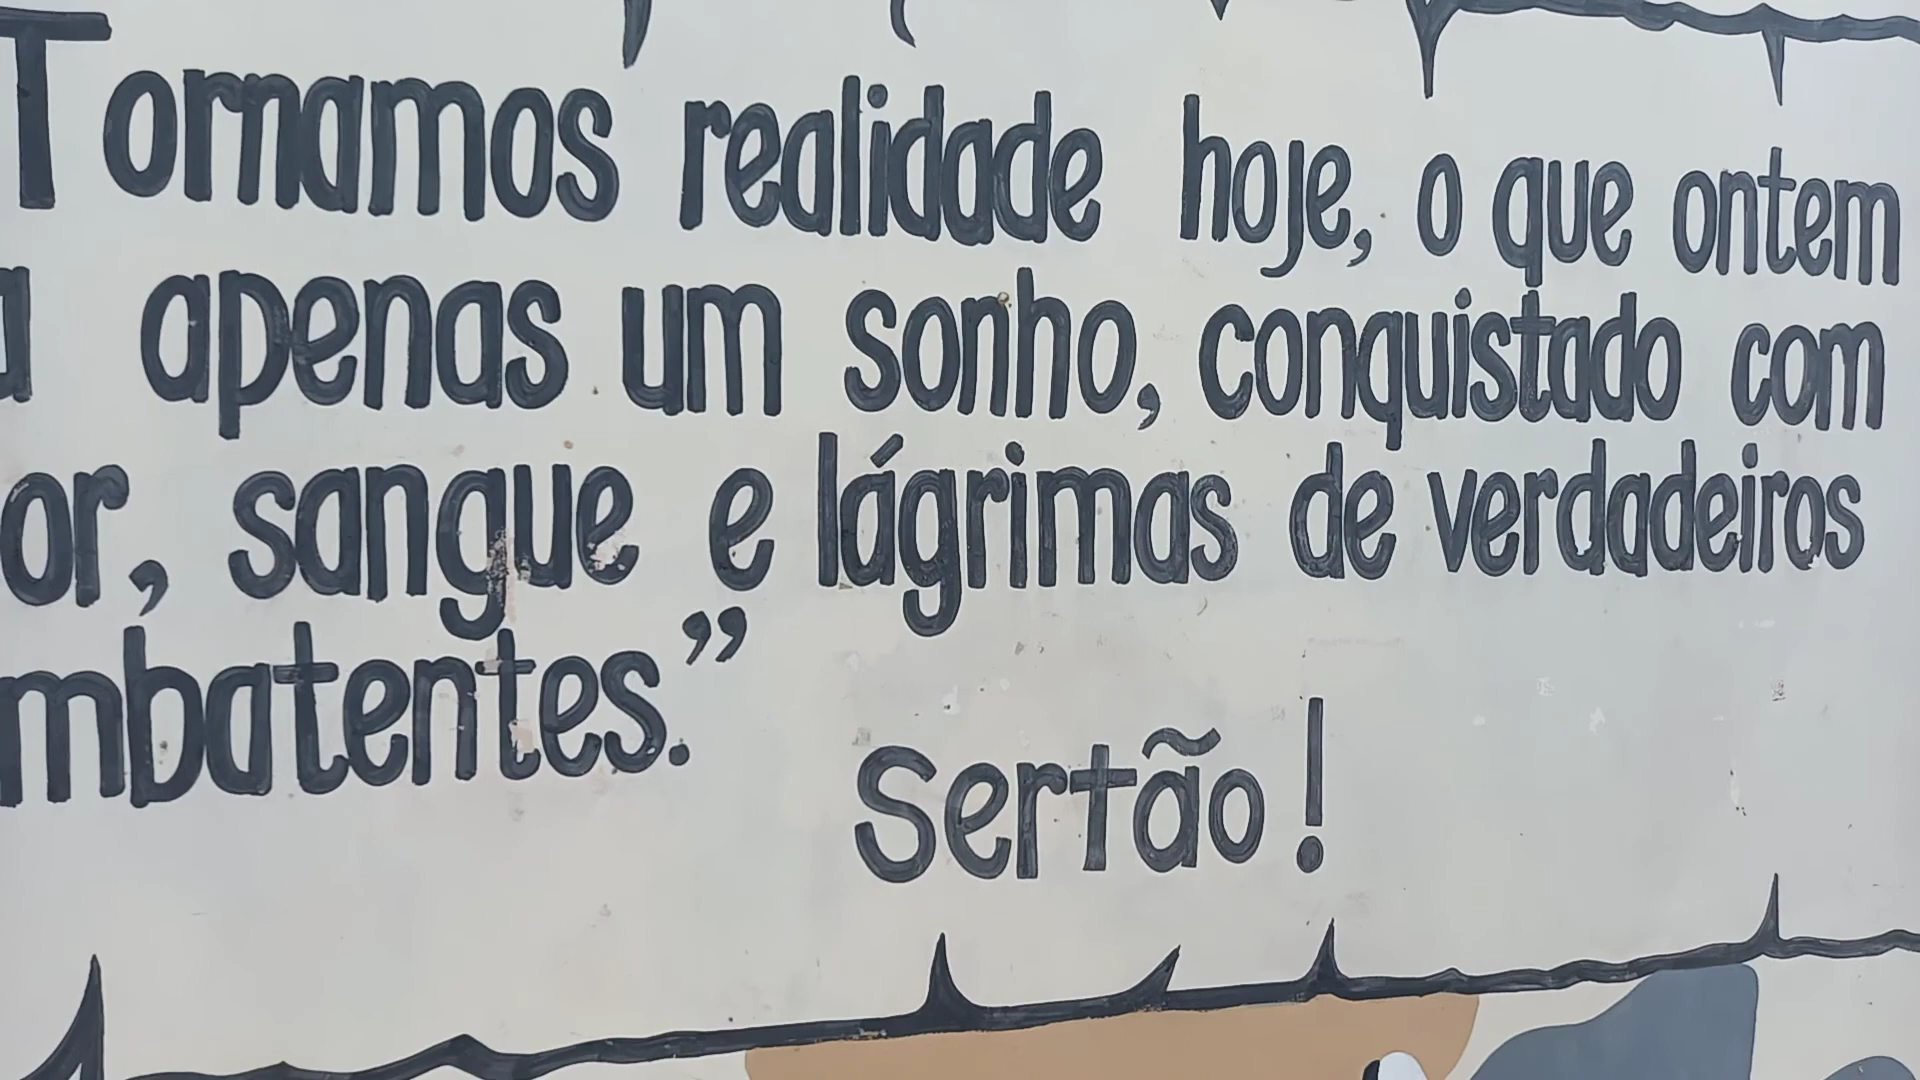 Tornamos realidade hoje, o que ontem
a apenas um sonho, conquistado com
or, sangue e lágrimas de verdadeiros
mbatentes.”
Sertão!